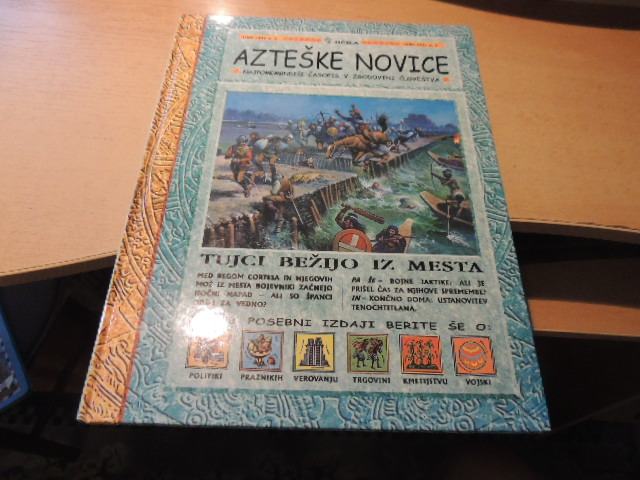 AZTEŠKE NOVICE
NAJPOMEMBNEJŠI ČASOPIS V ZGODOVINI ČLOVEŠTVA
TUJCI BEŽIJO IZ MESTA
MED BEGOM CORTESA IN NJEGOVIH
MOŽ IZ MESTA BOJEVNIKI ZAČNEJO
NOČNI NAPAD – ALI SO ŠPANCI
ZA VEDNO?
PA ŠE – BOJNE TAKTIKE: ALI JE
PRIŠEL ČAS ZA NJIHOVE SPREMEMBE?
IN – KONČNO DOMA: USTANOVITEV
TENOCHTITLANA.
POSEBNI IZDAJI BERITE ŠE O:
POLITIKI
PRAZNIKIH
VEROVANJU
TRGOVINI
KMETIJSTVU
VOJSKI